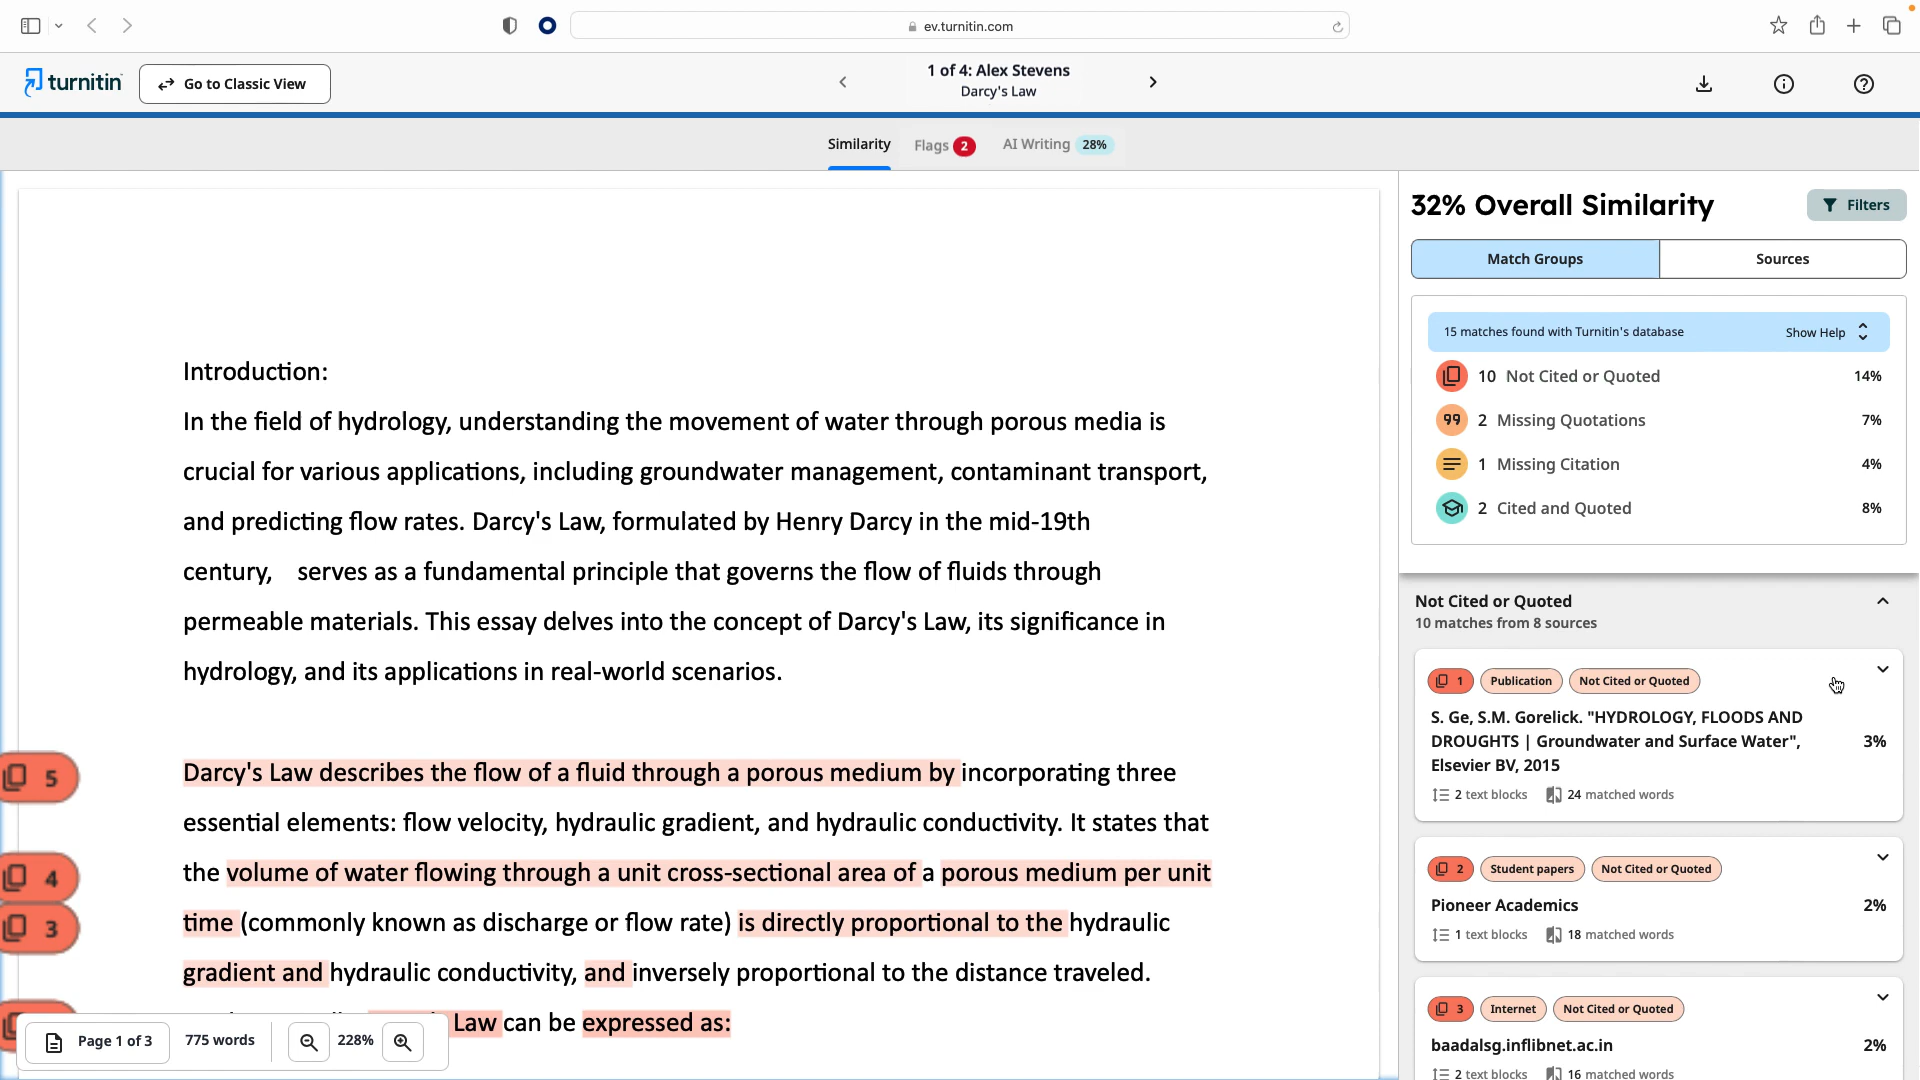 ev.turnitin.com
turnitin
Go to Classic View
1 of 4: Alex Stevens
Darcy's Law
Similarity
Flags 2
AI Writing 28%
Introduction:
In the field of hydrology, understanding the movement of water through porous media is
crucial for various applications, including groundwater management, contaminant transport,
and predicting flow rates. Darcy's Law, formulated by Henry Darcy in the mid-19th
century, serves as a fundamental principle that governs the flow of fluids through
permeable materials. This essay delves into the concept of Darcy's Law, its significance in
hydrology, and its applications in real-world scenarios.
5
Darcy's Law describes the flow of a fluid through a porous medium by incorporating three
essential elements: flow velocity, hydraulic gradient, and hydraulic conductivity. It states that
4
the volume of water flowing through a unit cross-sectional area of a porous medium per unit
3
time (commonly known as discharge or flow rate) is directly proportional to the hydraulic
gradient and hydraulic conductivity, and inversely proportional to the distance traveled.
Law can be expressed as:
Page 1 of 3
775 words
228%
32% Overall Similarity
Filters
Match Groups
Sources
15 matches found with Turnitin's database
Show Help
10 Not Cited or Quoted 14%
99 2 Missing Quotations 7%
1 Missing Citation 4%
2 Cited and Quoted 8%
Not Cited or Quoted
10 matches from 8 sources
1 Publication Not Cited or Quoted
S. Ge, S.M. Gorelick. "HYDROLOGY, FLOODS AND
DROUGHTS | Groundwater and Surface Water",
Elsevier BV, 2015
3%
2 text blocks 24 matched words
2 Student papers Not Cited or Quoted
Pioneer Academics 2%
1 text blocks 18 matched words
3 Internet Not Cited or Quoted
baadalsg.inflibnet.ac.in 2%
2 text blocks 16 matched words